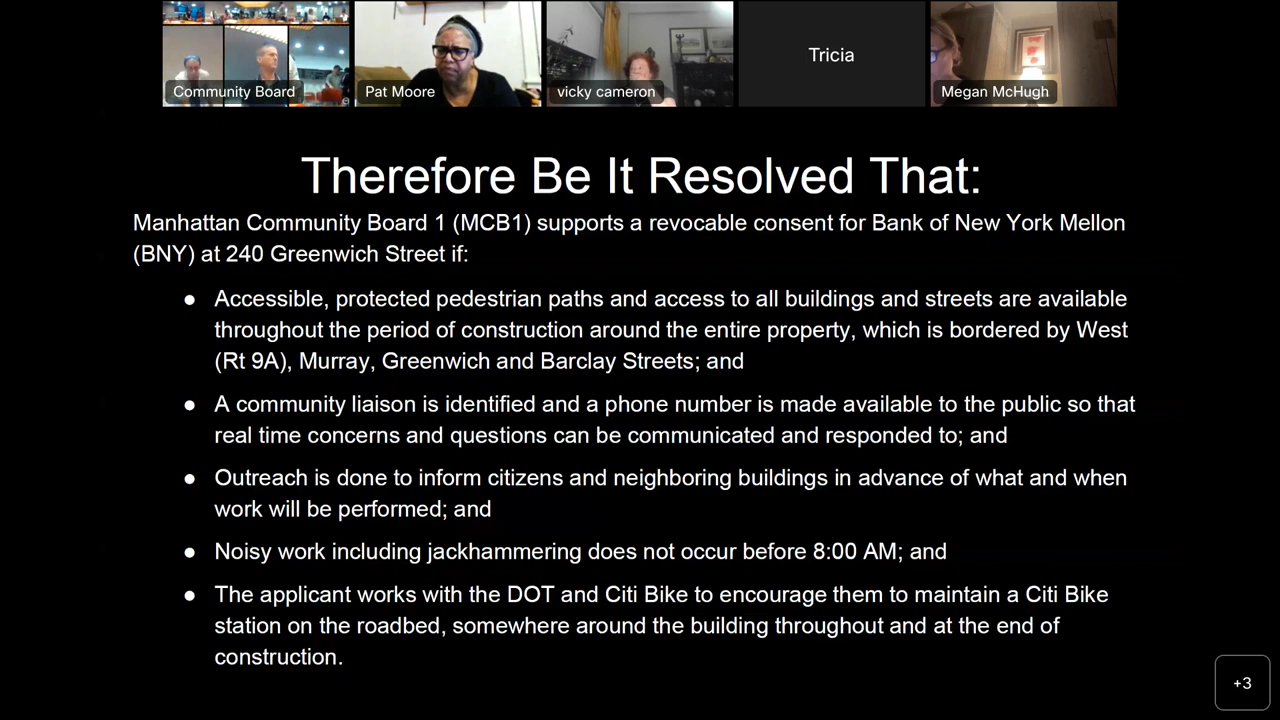 Community Board
Pat Moore
vicky cameron
Tricia
Megan McHugh
Therefore Be It Resolved That:
Manhattan Community Board 1 (MCB1) supports a revocable consent for Bank of New York Mellon
(BNY) at 240 Greenwich Street if:
● Accessible, protected pedestrian paths and access to all buildings and streets are available
throughout the period of construction around the entire property, which is bordered by West
(Rt 9A), Murray, Greenwich and Barclay Streets; and
● A community liaison is identified and a phone number is made available to the public so that
real time concerns and questions can be communicated and responded to; and
● Outreach is done to inform citizens and neighboring buildings in advance of what and when
work will be performed; and
● Noisy work including jackhammering does not occur before 8:00 AM; and
● The applicant works with the DOT and Citi Bike to encourage them to maintain a Citi Bike
station on the roadbed, somewhere around the building throughout and at the end of
construction.
+3